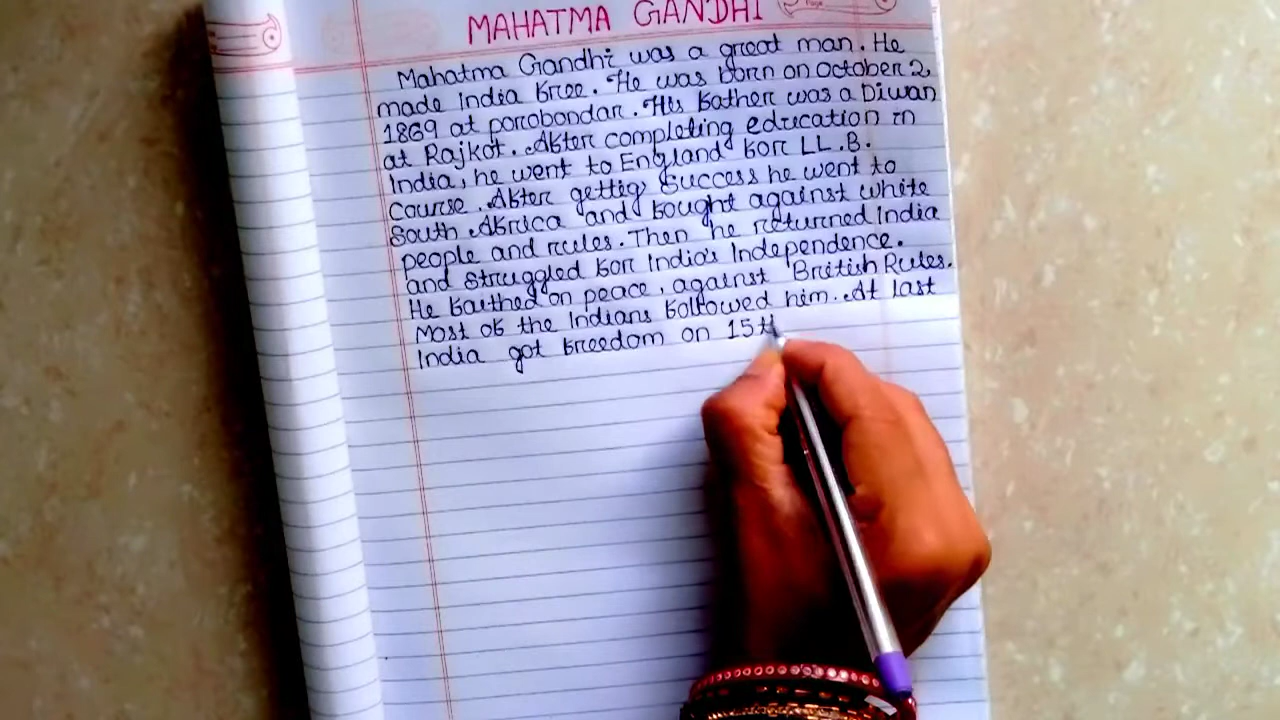 MAHATMA GANDHI
Mahatma Gandhi was a great man. He
made India free. He was born on October 2,
1869 at porbandar. His father was a Diwan
at Rajkot. After completing education in
India, he went to England for LL.B.
Course. After gettig success he went to
South Africa and fought against white
people and rules. Then he returned India
and struggled for India's Independence.
He faithed on peace, against British Rules.
Most of the Indians followed him. At last
India got freedom on 15th